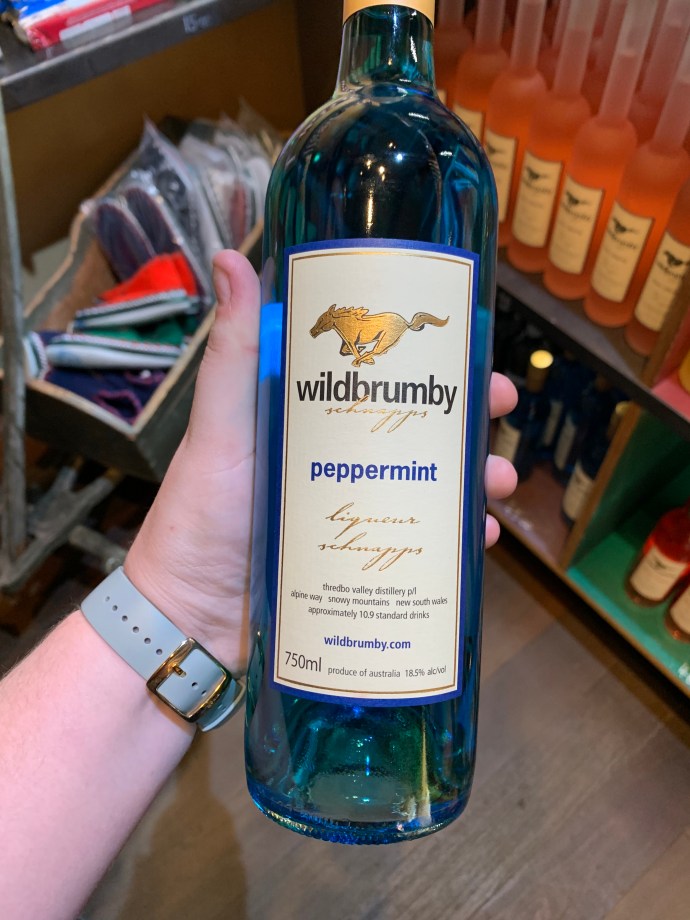 wildbrumby
schnapps
peppermint
liqueur
schnapps
thredbo valley distillery p/l
alpine way snowy mountains new south wales
approximately 10.9 standard drinks
wildbrumby.com
750ml produce of australia 18.5% alc/vol